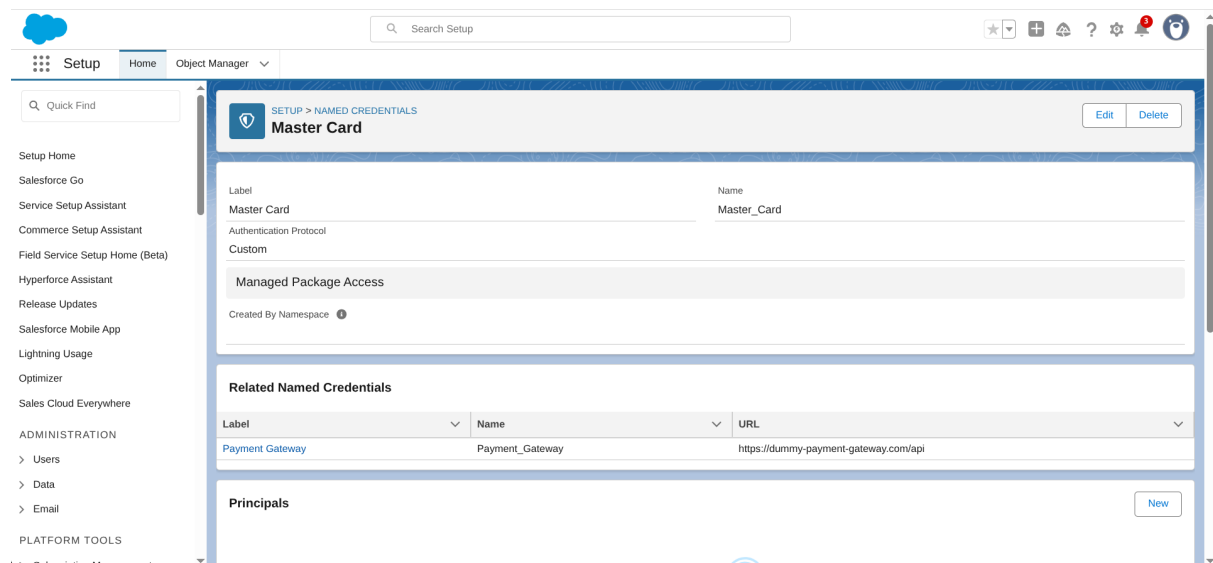 Search Setup
3
Setup
Home
Object Manager
Quick Find
Setup Home
Salesforce Go
Service Setup Assistant
Commerce Setup Assistant
Field Service Setup Home (Beta)
Hyperforce Assistant
Release Updates
Salesforce Mobile App
Lightning Usage
Optimizer
Sales Cloud Everywhere
ADMINISTRATION
Users
Data
Email
PLATFORM TOOLS
SETUP > NAMED CREDENTIALS
Master Card
Edit
Delete
Label
Name
Master Card
Master_Card
Authentication Protocol
Custom
Managed Package Access
Created By Namespace
Related Named Credentials
Label
Name
URL
Payment Gateway
Payment_Gateway
https://dummy-payment-gateway.com/api
Principals
New